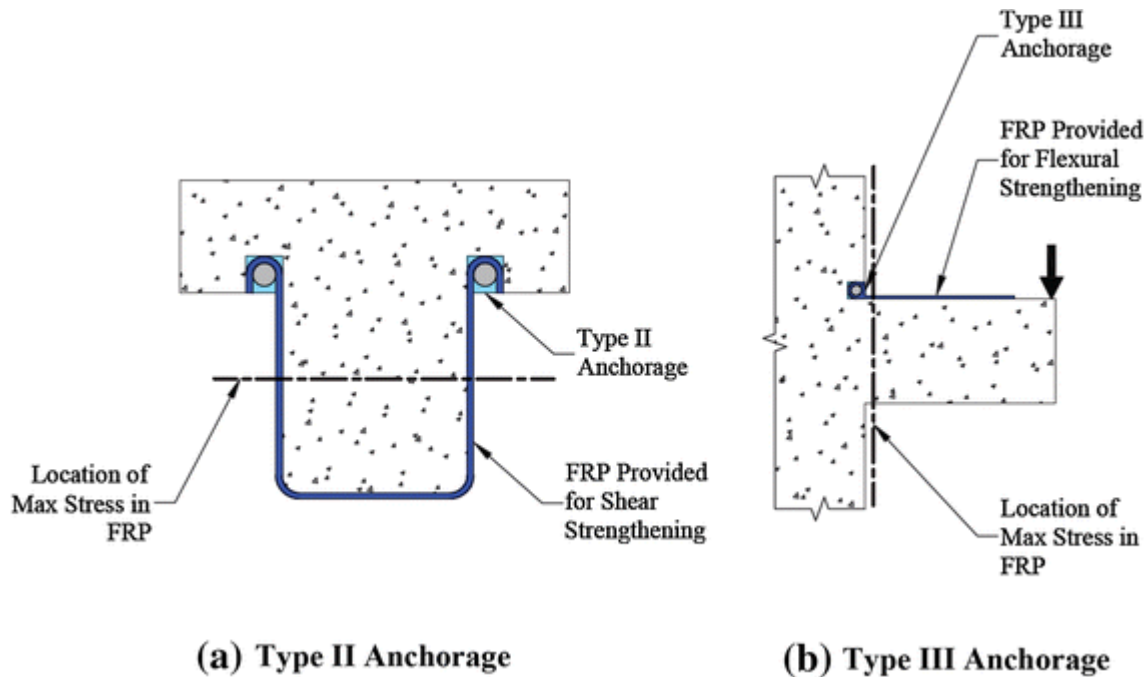 Type II
Anchorage
Location of
Max Stress in
FRP
FRP Provided
for Shear
Strengthening
(a) Type II Anchorage
Type III
Anchorage
FRP Provided
for Flexural
Strengthening
Location of
Max Stress in
FRP
(b) Type III Anchorage